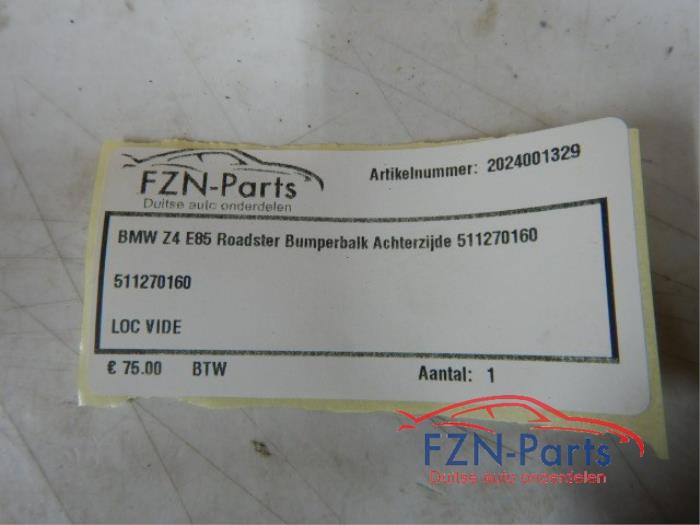 FZN-Parts
Duitse auto onderdelen
Artikelnummer: 2024001329
BMW Z4 E85 Roadster Bumperbalk Achterzijde 511270160
511270160
LOC VIDE
€ 75.00 BTW Aantal: 1
FZN-Parts
Duitse auto onderdelen